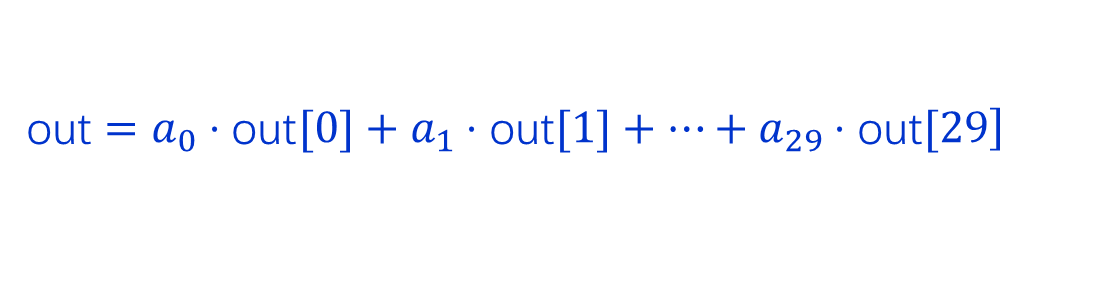 out = a₀ · out[0] + a₁ · out[1] + ⋯ + a₂₉ · out[29]